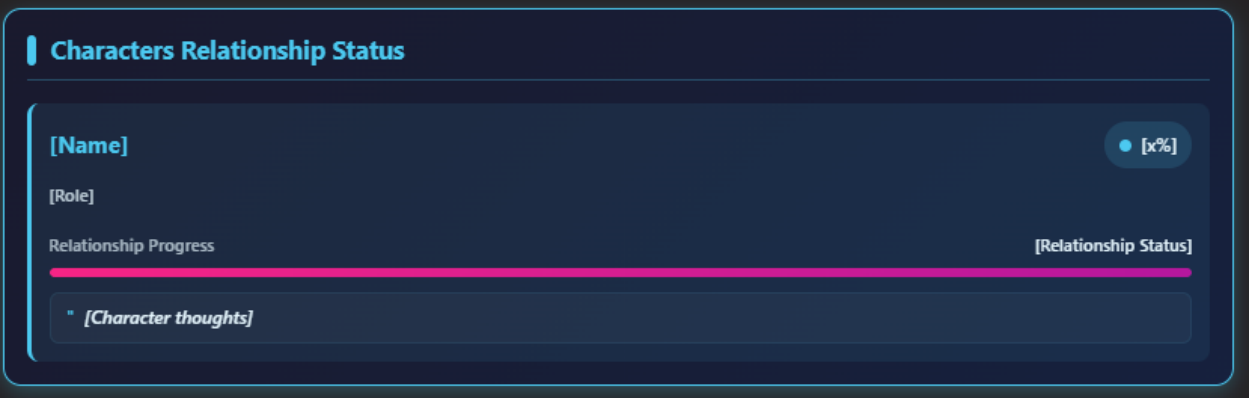 Characters Relationship Status
[Name]
[x%]
[Role]
Relationship Progress
[Relationship Status]
" [Character thoughts]